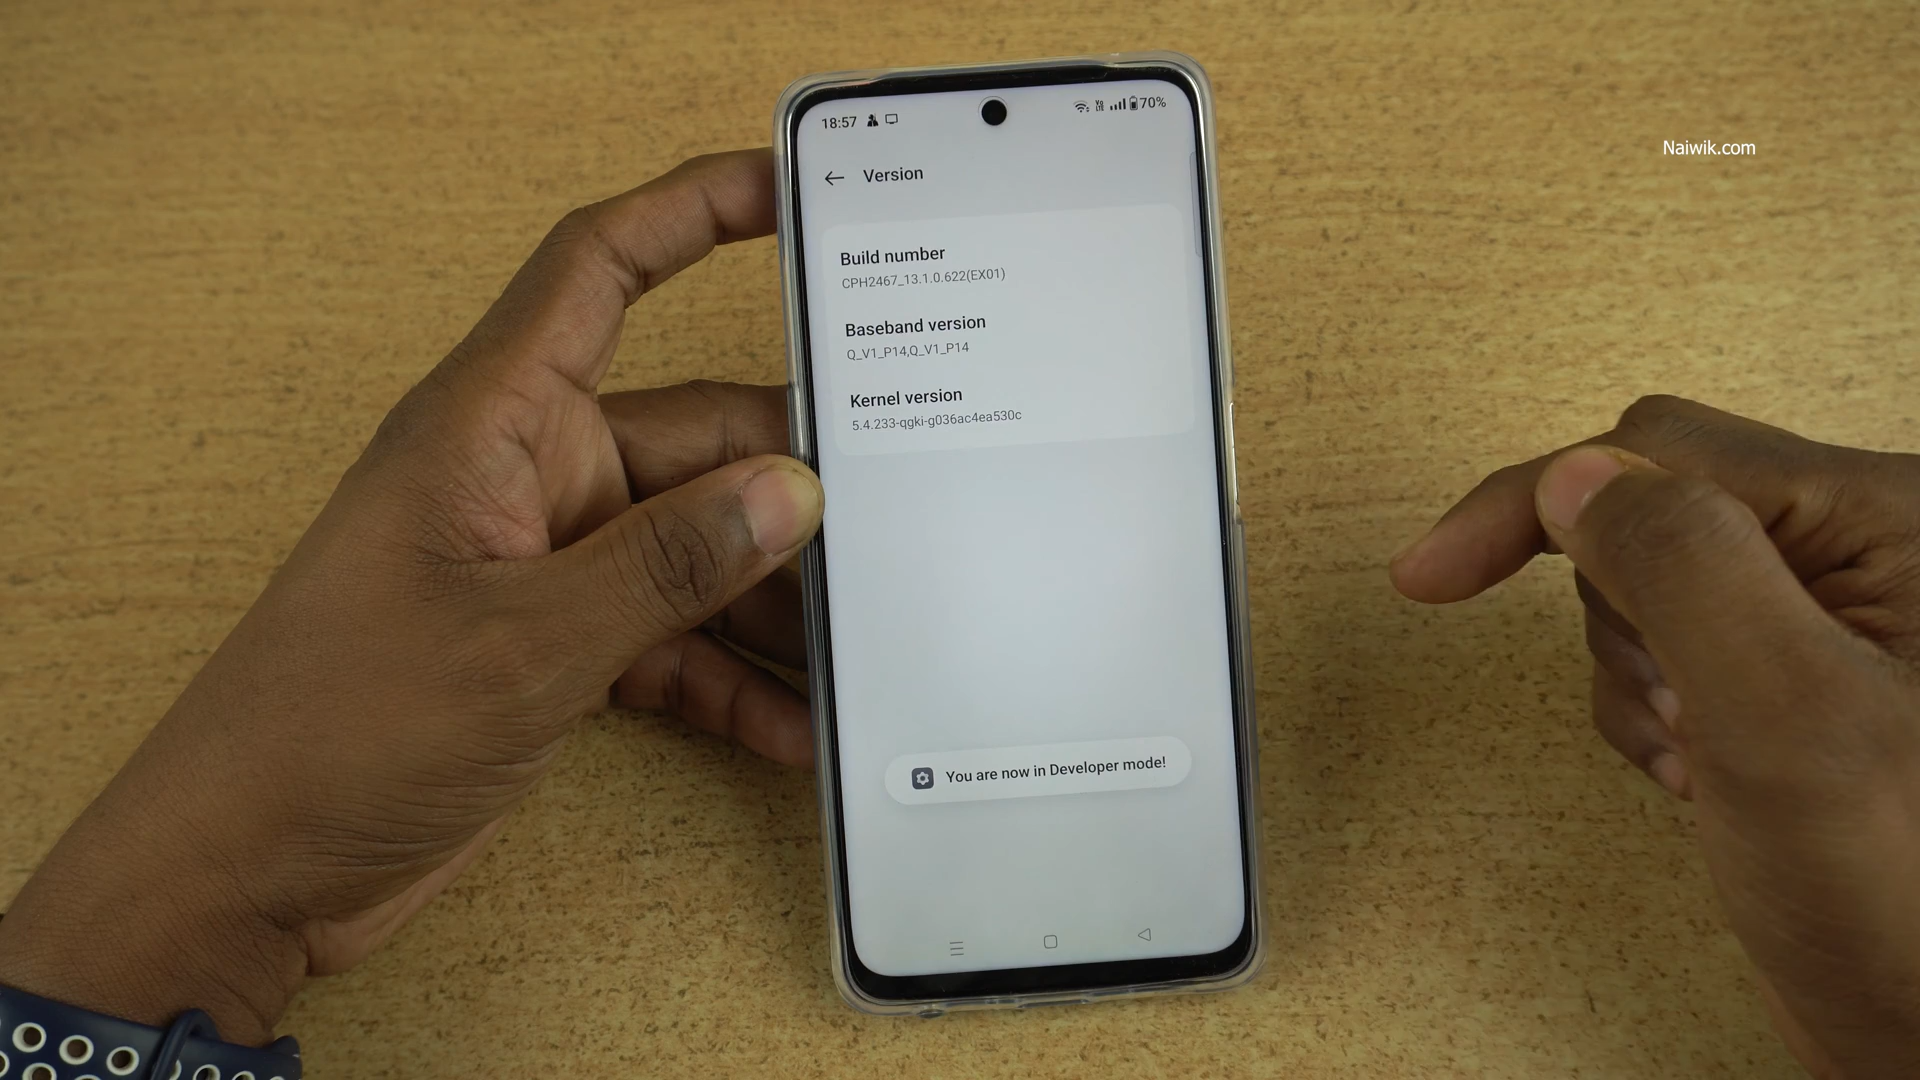 18:57
70%
Naiwik.com
Version
Build number
CPH2467_13.1.0.622(EX01)
Baseband version
Q_V1_P14,Q_V1_P14
Kernel version
5.4.233-qgki-g036ac4ea530c
You are now in Developer mode!